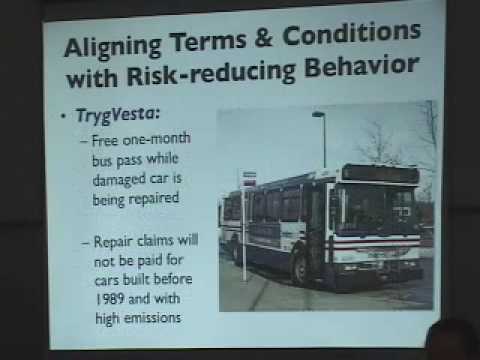 Aligning Terms & Conditions
with Risk-reducing Behavior
• TrygVesta:
– Free one-month
bus pass while
damaged car is
being repaired
– Repair claims will
not be paid for
cars built before
1989 and with
high emissions